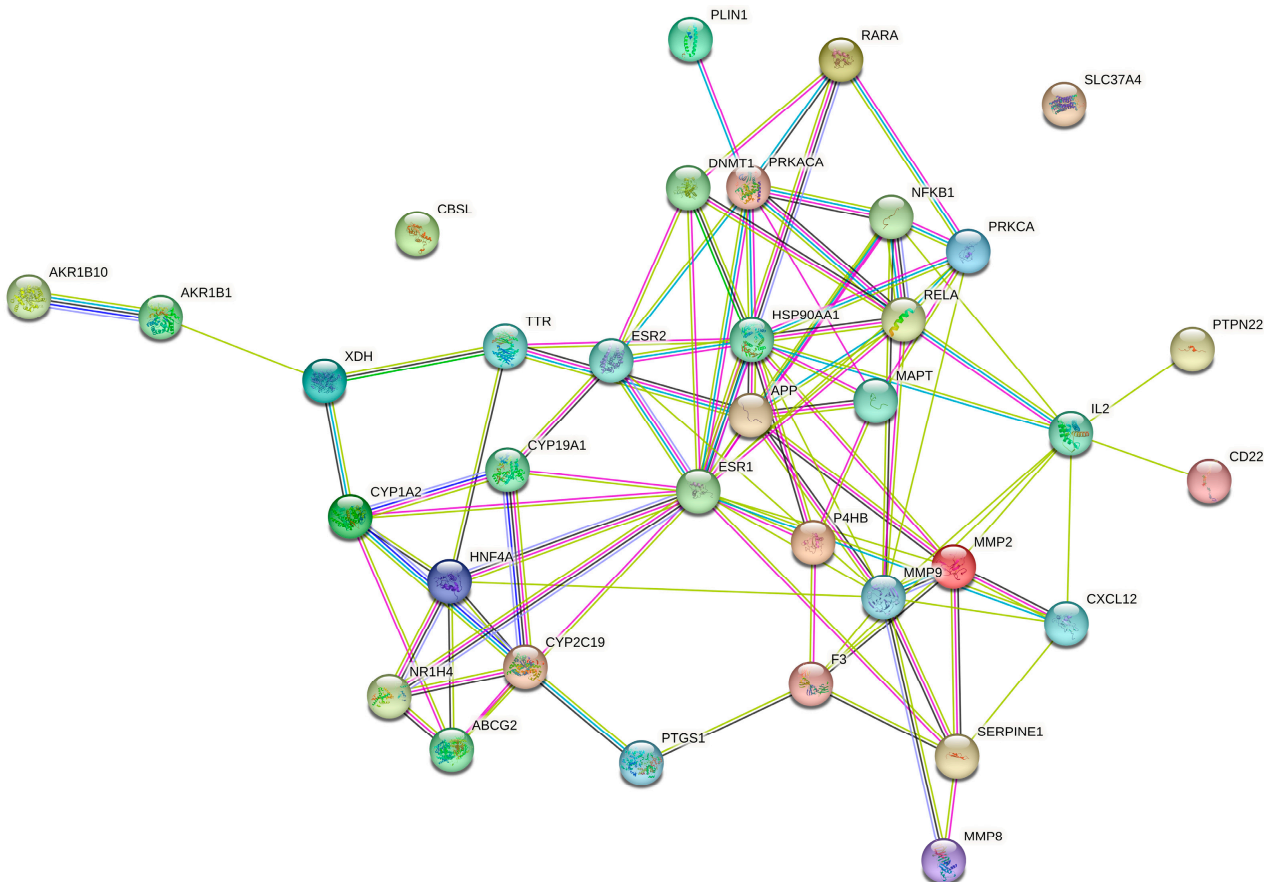 PLIN1
RARA
SLC37A4
DNMT1
PRKACA
NFKB1
CBSL
PRKCA
AKR1B10
AKR1B1
RELA
HSP90AA1
TTR
ESR2
PTPN22
XDH
MAPT
APP
IL2
CYP19A1
CD22
ESR1
CYP1A2
P4HB
MMP2
HNF4A
MMP9
CXCL12
CYP2C19
F3
NR1H4
ABCG2
SERPINE1
PTGS1
MMP8